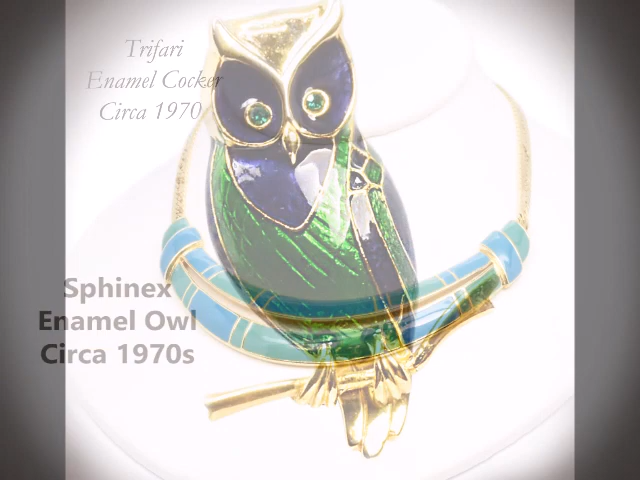 Trifari
Enamel Cocker
Circa 1970
Sphinex
Enamel Owl
Circa 1970s